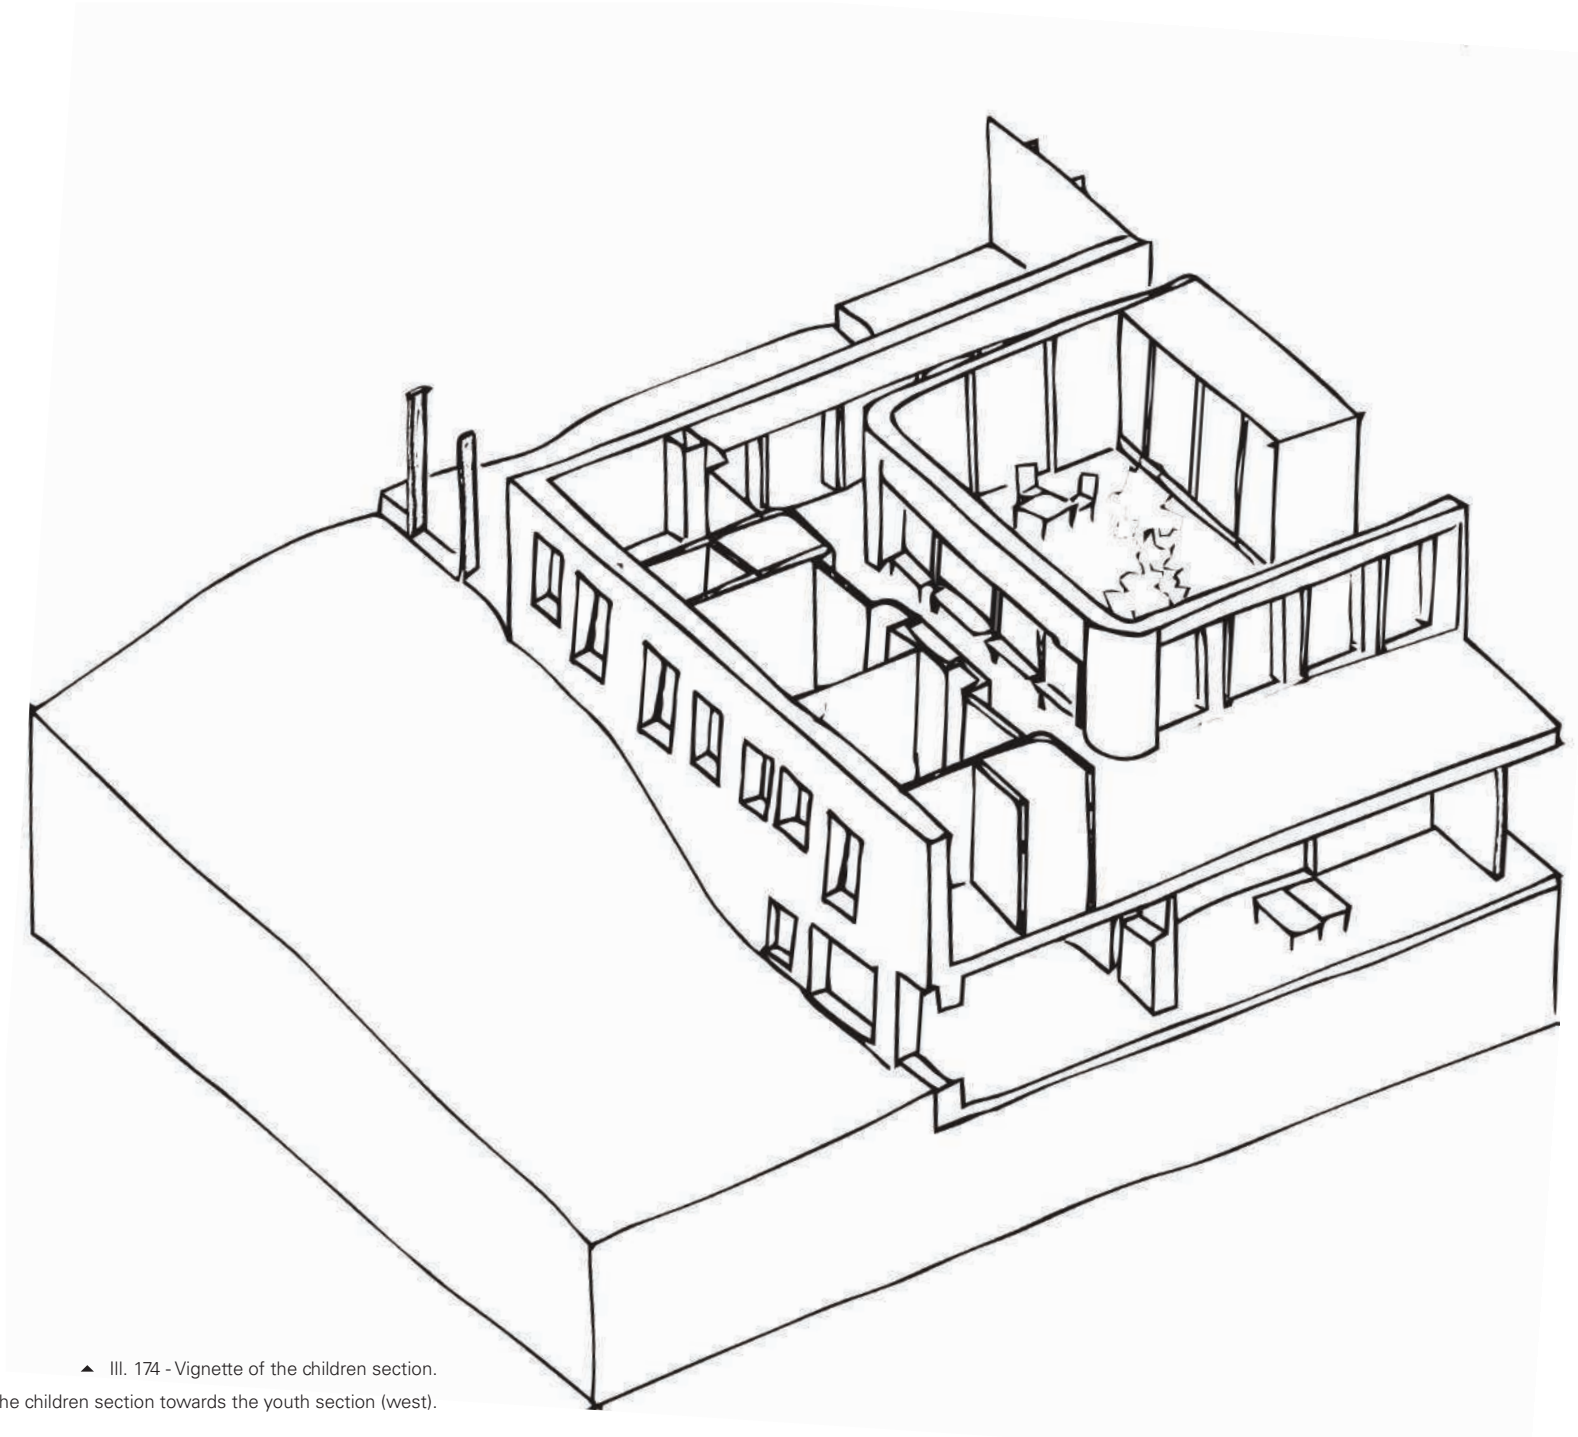 ▲ Ill. 174 - Vignette of the children section.
he children section towards the youth section (west).